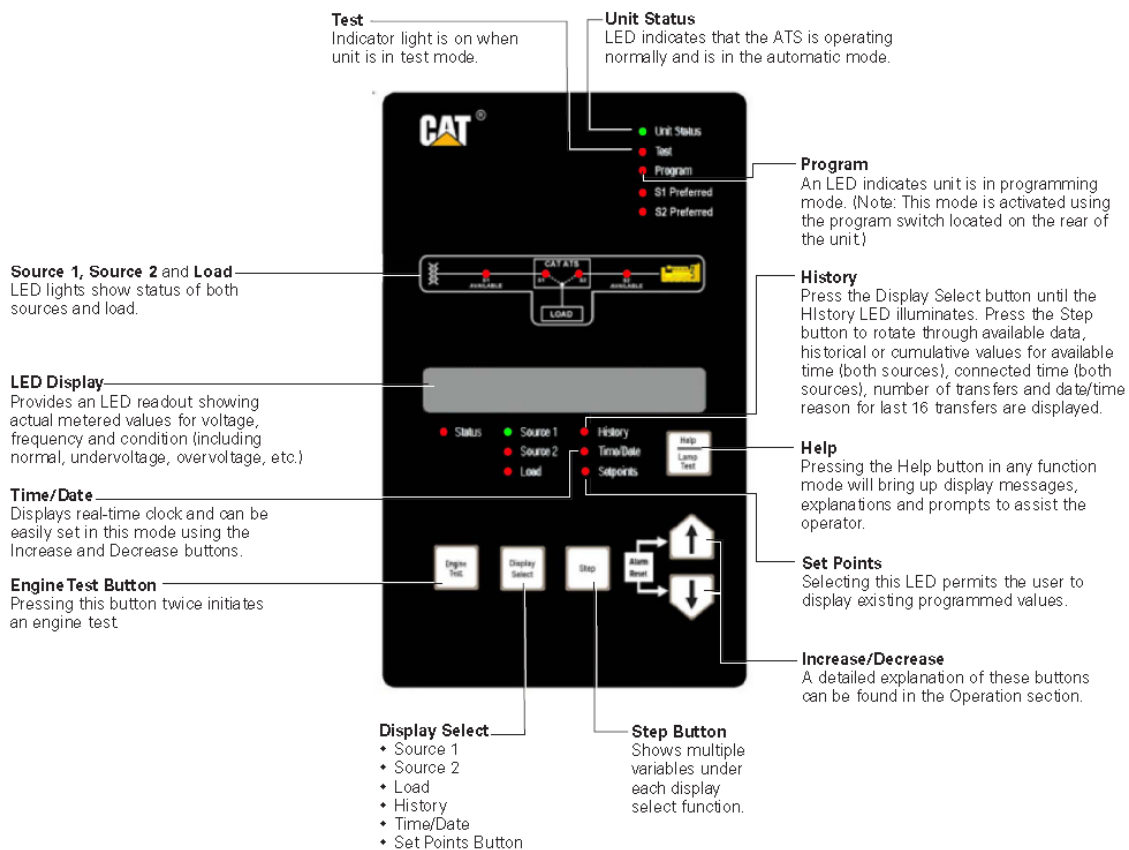 Test
Indicator light is on when
unit is in test mode.
Unit Status
LED indicates that the ATS is operating
normally and is in the automatic mode.
CAT ®
Unit Status
Test
Program
S1 Preferred
S2 Preferred
Program
An LED indicates unit is in programming
mode. (Note: This mode is activated using
the program switch located on the rear of
the unit.)
Source 1, Source 2 and Load
LED lights show status of both
sources and load.
CAT ATS
S1
AVAILABLE
S1
S2
S2
AVAILABLE
LOAD
History
Press the Display Select button until the
HIstory LED illuminates. Press the Step
button to rotate through available data,
historical or cumulative values for available
time (both sources), connected time (both
sources), number of transfers and date/time
reason for last 16 transfers are displayed.
LED Display
Provides an LED readout showing
actual metered values for voltage,
frequency and condition (including
normal, undervoltage, overvoltage, etc.)
Status
Source 1
History
Source 2
Time/Date
Load
Setpoints
Help
Lamp
Test
Help
Pressing the Help button in any function
mode will bring up display messages,
explanations and prompts to assist the
operator.
Time/Date
Displays real-time clock and can be
easily set in this mode using the
Increase and Decrease buttons.
Engine Test Button
Pressing this button twice initiates
an engine test.
Engine
Test
Display
Select
Step
Alarm
Reset
Set Points
Selecting this LED permits the user to
display existing programmed values.
Increase/Decrease
A detailed explanation of these buttons
can be found in the Operation section.
Display Select
• Source 1
• Source 2
• Load
• History
• Time/Date
• Set Points Button
Step Button
Shows multiple
variables under
each display
select function.